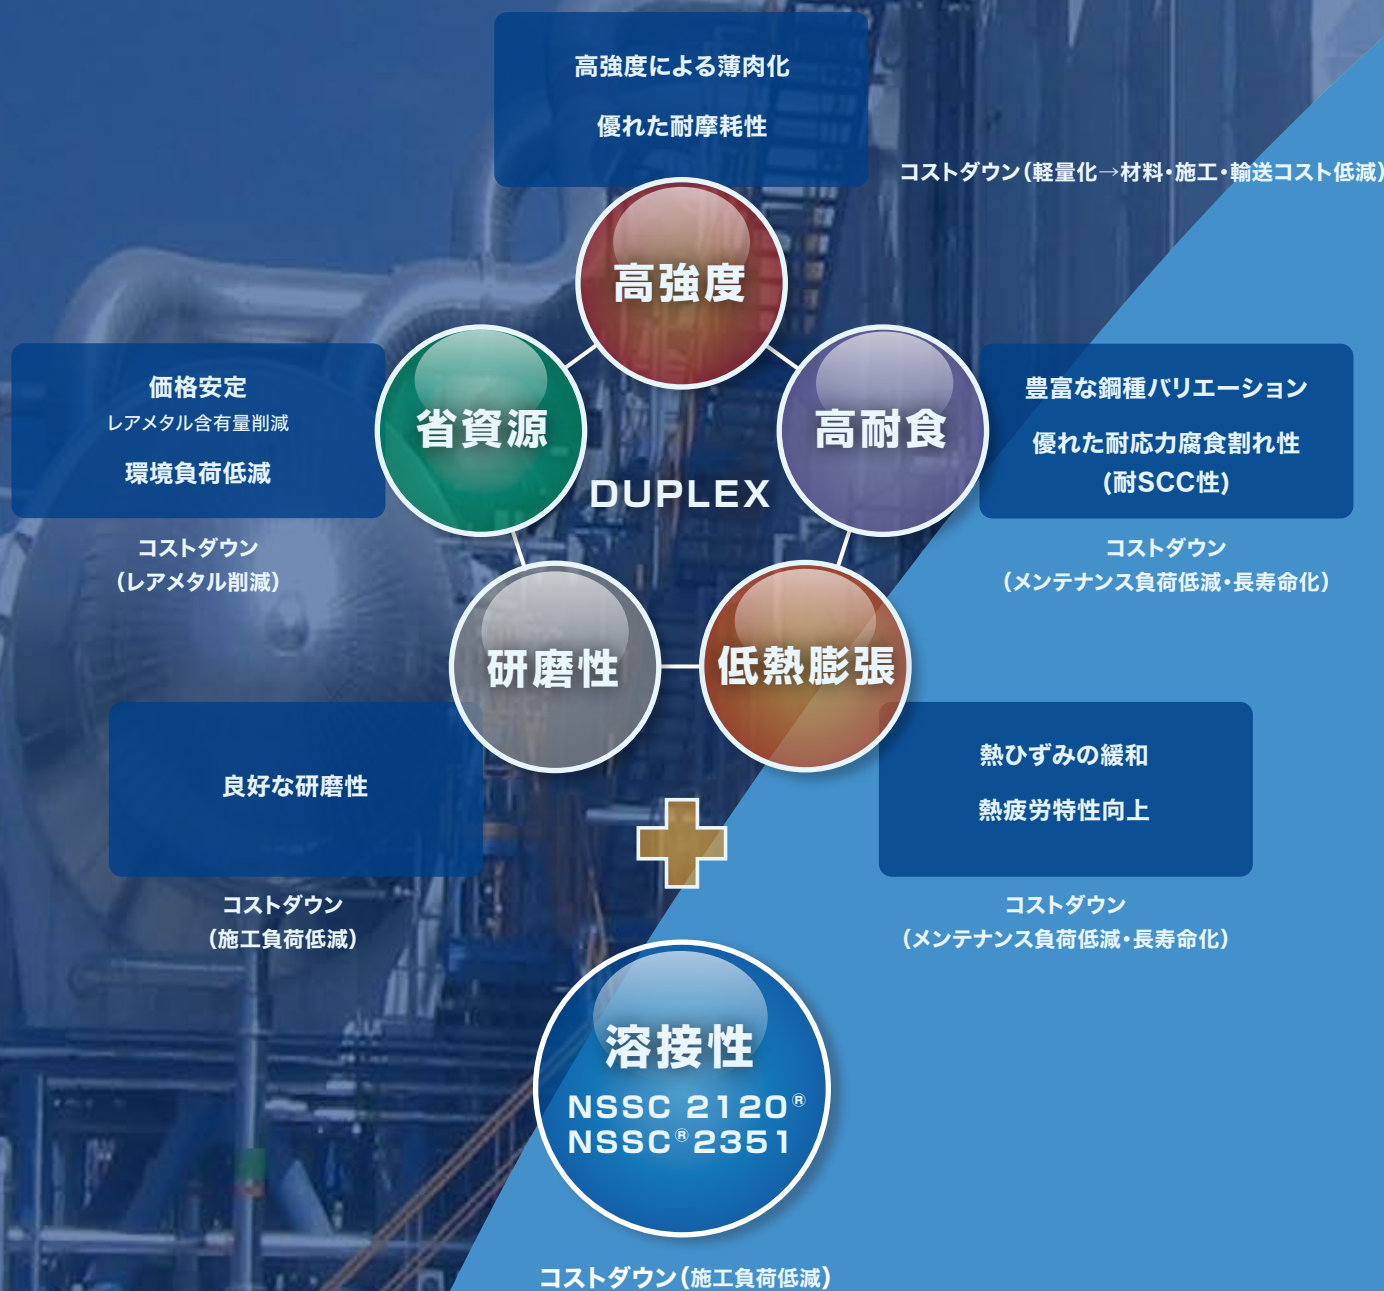 高強度による薄肉化
優れた耐摩耗性
コストダウン(軽量化→材料・施工・輸送コスト低減)
高強度
省資源
高耐食
DUPLEX
研磨性
低熱膨張
価格安定
レアメタル含有量削減
環境負荷低減
コストダウン
(レアメタル削減)
豊富な鋼種バリエーション
優れた耐応力腐食割れ性
(耐SCC性)
コストダウン
(メンテナンス負荷低減・長寿命化)
良好な研磨性
コストダウン
(施工負荷低減)
熱ひずみの緩和
熱疲労特性向上
コストダウン
(メンテナンス負荷低減・長寿命化)
溶接性
NSSC 2120®
NSSC®2351
コストダウン(施工負荷低減)